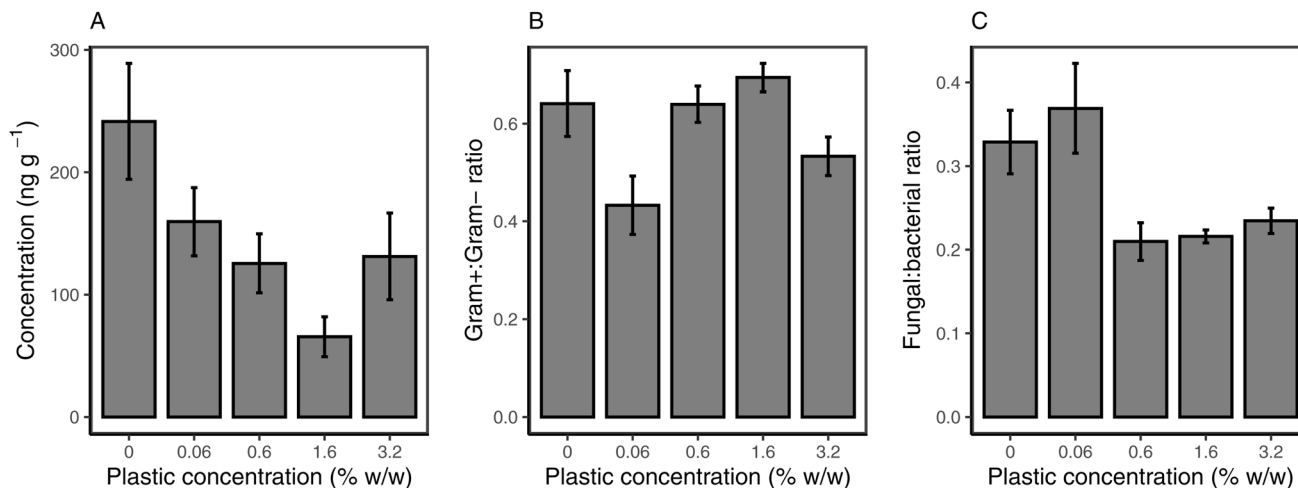 A
Concentration (ng g −1)
300
200
100
0
0 0.06 0.6 1.6 3.2
Plastic concentration (% w/w)
B
Gram+:Gram− ratio
0.6
0.4
0.2
0.0
0 0.06 0.6 1.6 3.2
Plastic concentration (% w/w)
C
Fungal:bacterial ratio
0.4
0.3
0.2
0.1
0.0
0 0.06 0.6 1.6 3.2
Plastic concentration (% w/w)